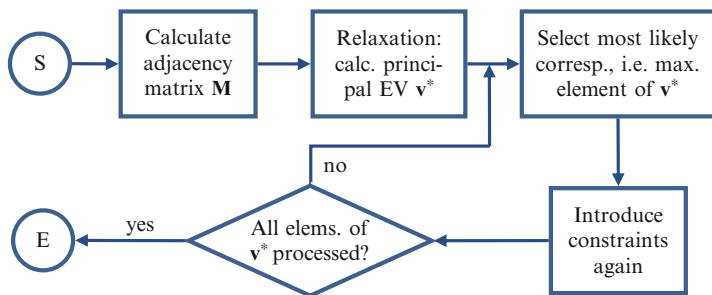 S
Calculate
adjacency
matrix M
Relaxation:
calc. princi-
pal EV v*
Select most likely
corresp., i.e. max.
element of v*
no
E
yes
All elems. of
v* processed?
Introduce
constraints
again